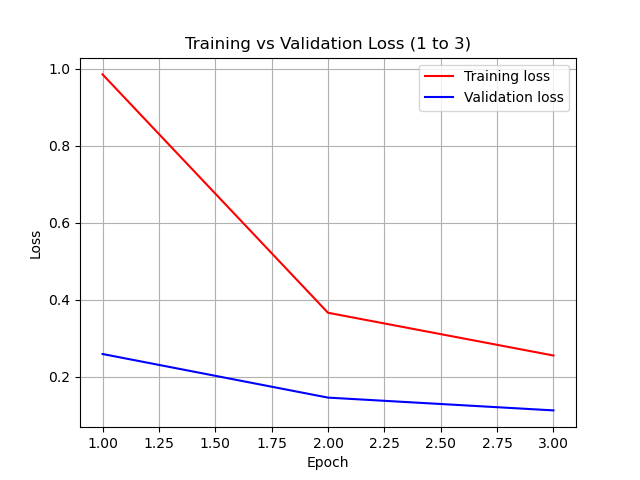 Training vs Validation Loss (1 to 3)
Training loss
Validation loss
1.0
0.8
0.6
0.4
0.2
Loss
1.00 1.25 1.50 1.75 2.00 2.25 2.50 2.75 3.00
Epoch